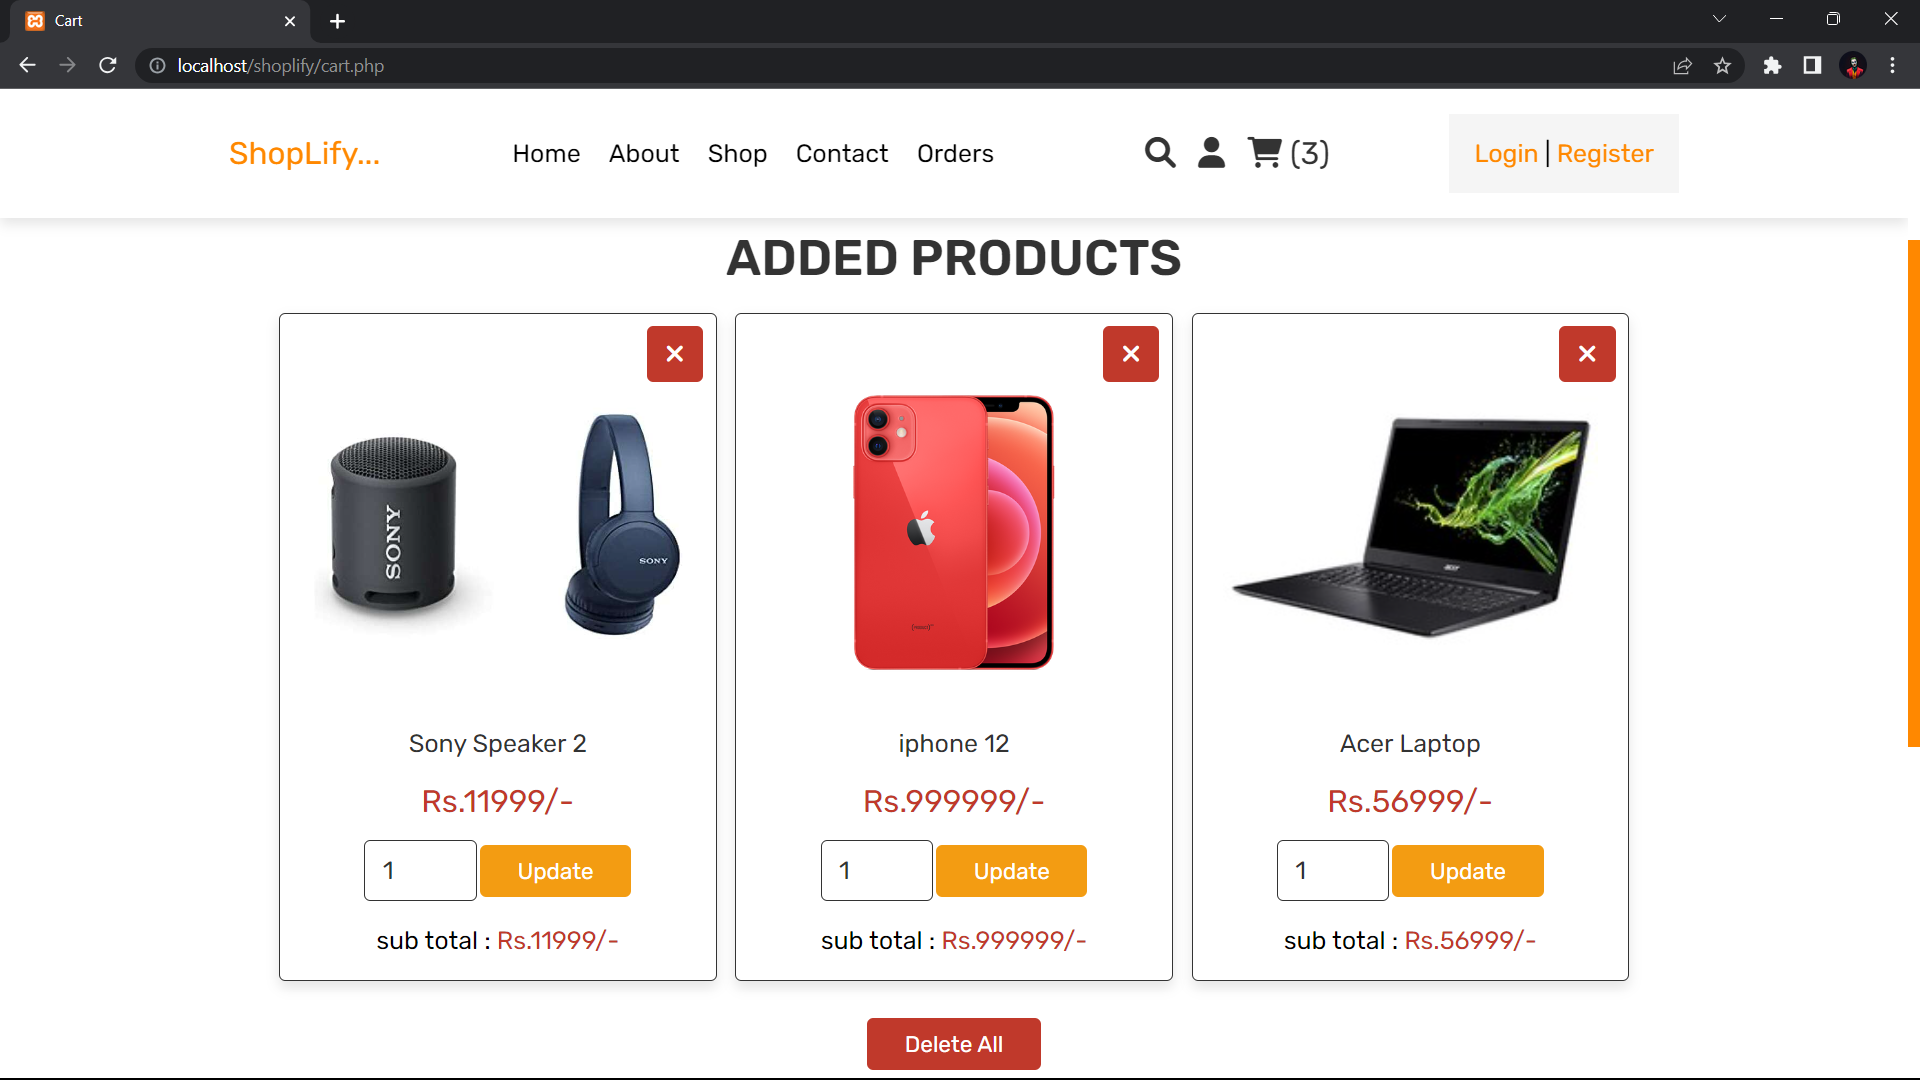 Cart
localhost/shoplify/cart.php
ShopLify...
Home About Shop Contact Orders
(3)
Login | Register
ADDED PRODUCTS
SONY
SONY
acer
Sony Speaker 2
Rs.11999/-
1 Update
sub total : Rs.11999/-
iphone 12
Rs.999999/-
1 Update
sub total : Rs.999999/-
Acer Laptop
Rs.56999/-
1 Update
sub total : Rs.56999/-
Delete All